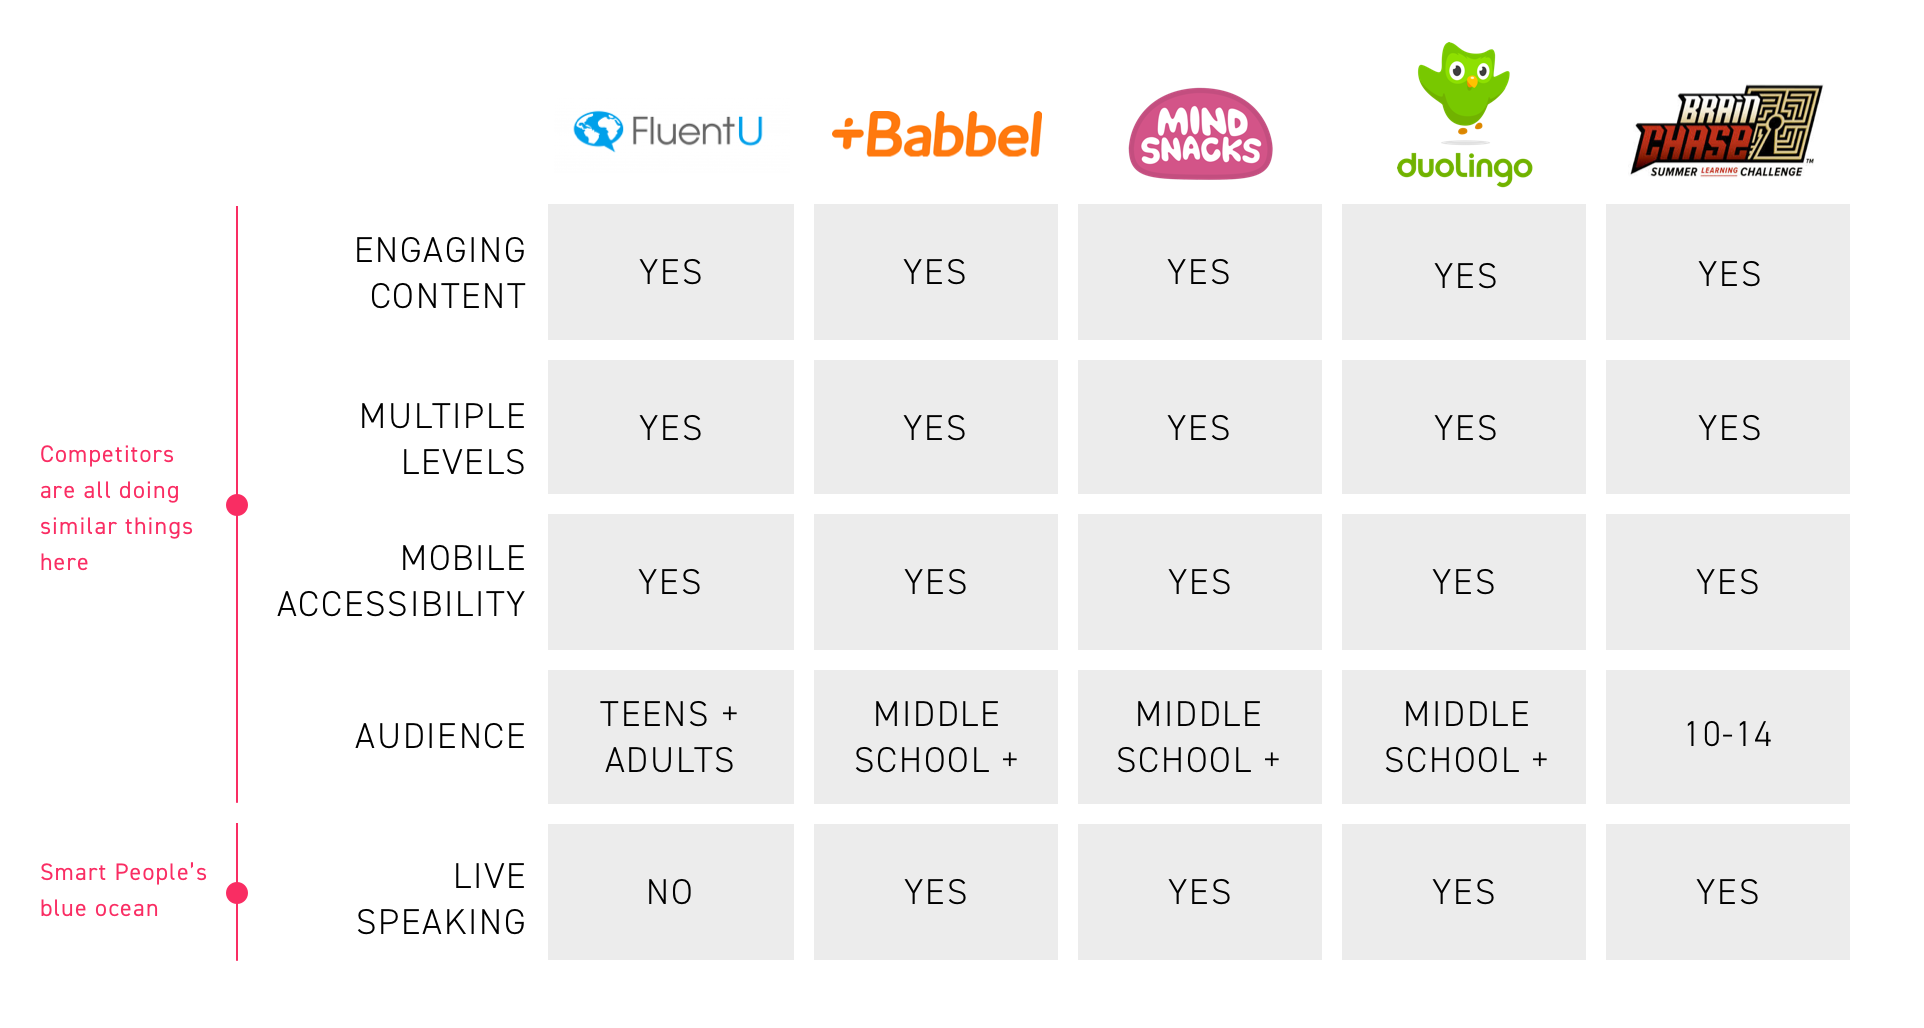 FluentU
+Babbel
MIND
SNACKS
duolingo
BRAIN
CHASE
TM
SUMMER LEARNING CHALLENGE
ENGAGING
CONTENT
YES YES YES YES YES
MULTIPLE
LEVELS
YES YES YES YES YES
Competitors
are all doing
similar things
here
MOBILE
ACCESSIBILITY
YES YES YES YES YES
AUDIENCE
TEENS +
ADULTS
MIDDLE
SCHOOL +
MIDDLE
SCHOOL +
MIDDLE
SCHOOL +
10-14
Smart People's
blue ocean
LIVE
SPEAKING
NO YES YES YES YES